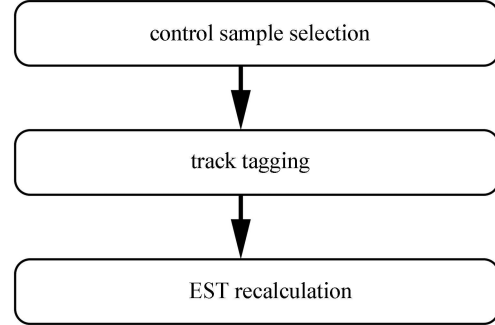 control sample selection
track tagging
EST recalculation